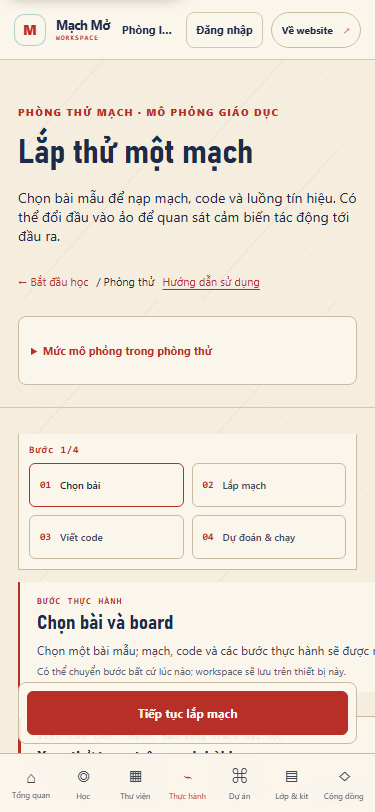 M
Mạch Mở
WORKSPACE
Phòng l...
Đăng nhập
Về website ↗
PHÒNG THỬ MẠCH · MÔ PHỎNG GIÁO DỤC
Lắp thử một mạch
Chọn bài mẫu để nạp mạch, code và luồng tín hiệu. Có
thể đổi đầu vào ảo để quan sát cảm biến tác động tới
đầu ra.
← Bắt đầu học / Phòng thử Hướng dẫn sử dụng
▶ Mức mô phỏng trong phòng thử
Bước 1/4
01 Chọn bài
02 Lắp mạch
03 Viết code
04 Dự đoán & chạy
BƯỚC THỰC HÀNH
Chọn bài và board
Chọn một bài mẫu; mạch, code và các bước thực hành sẽ được
Có thể chuyển bước bất cứ lúc nào; workspace sẽ lưu trên thiết bị này.
Tiếp tục lắp mạch
Tổng quan
Học
Thư viện
Thực hành
Dự án
Lớp & kit
Cộng đồng